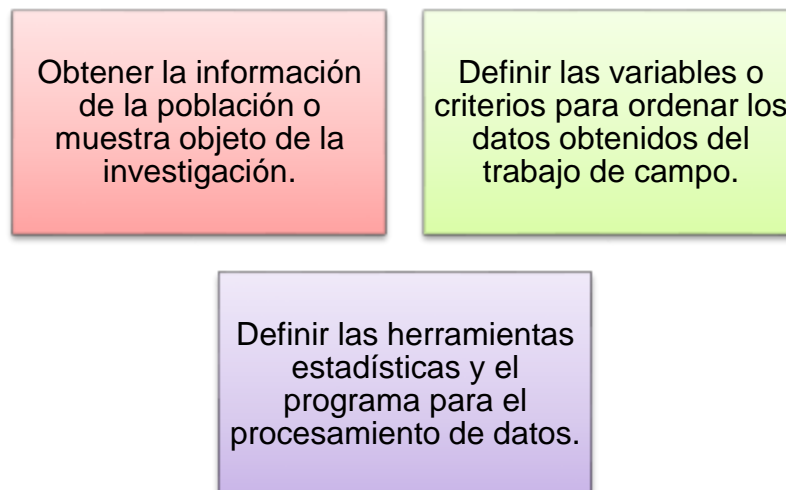 Obtener la información
de la población o
muestra objeto de la
investigación.
Definir las variables o
criterios para ordenar los
datos obtenidos del
trabajo de campo.
Definir las herramientas
estadísticas y el
programa para el
procesamiento de datos.